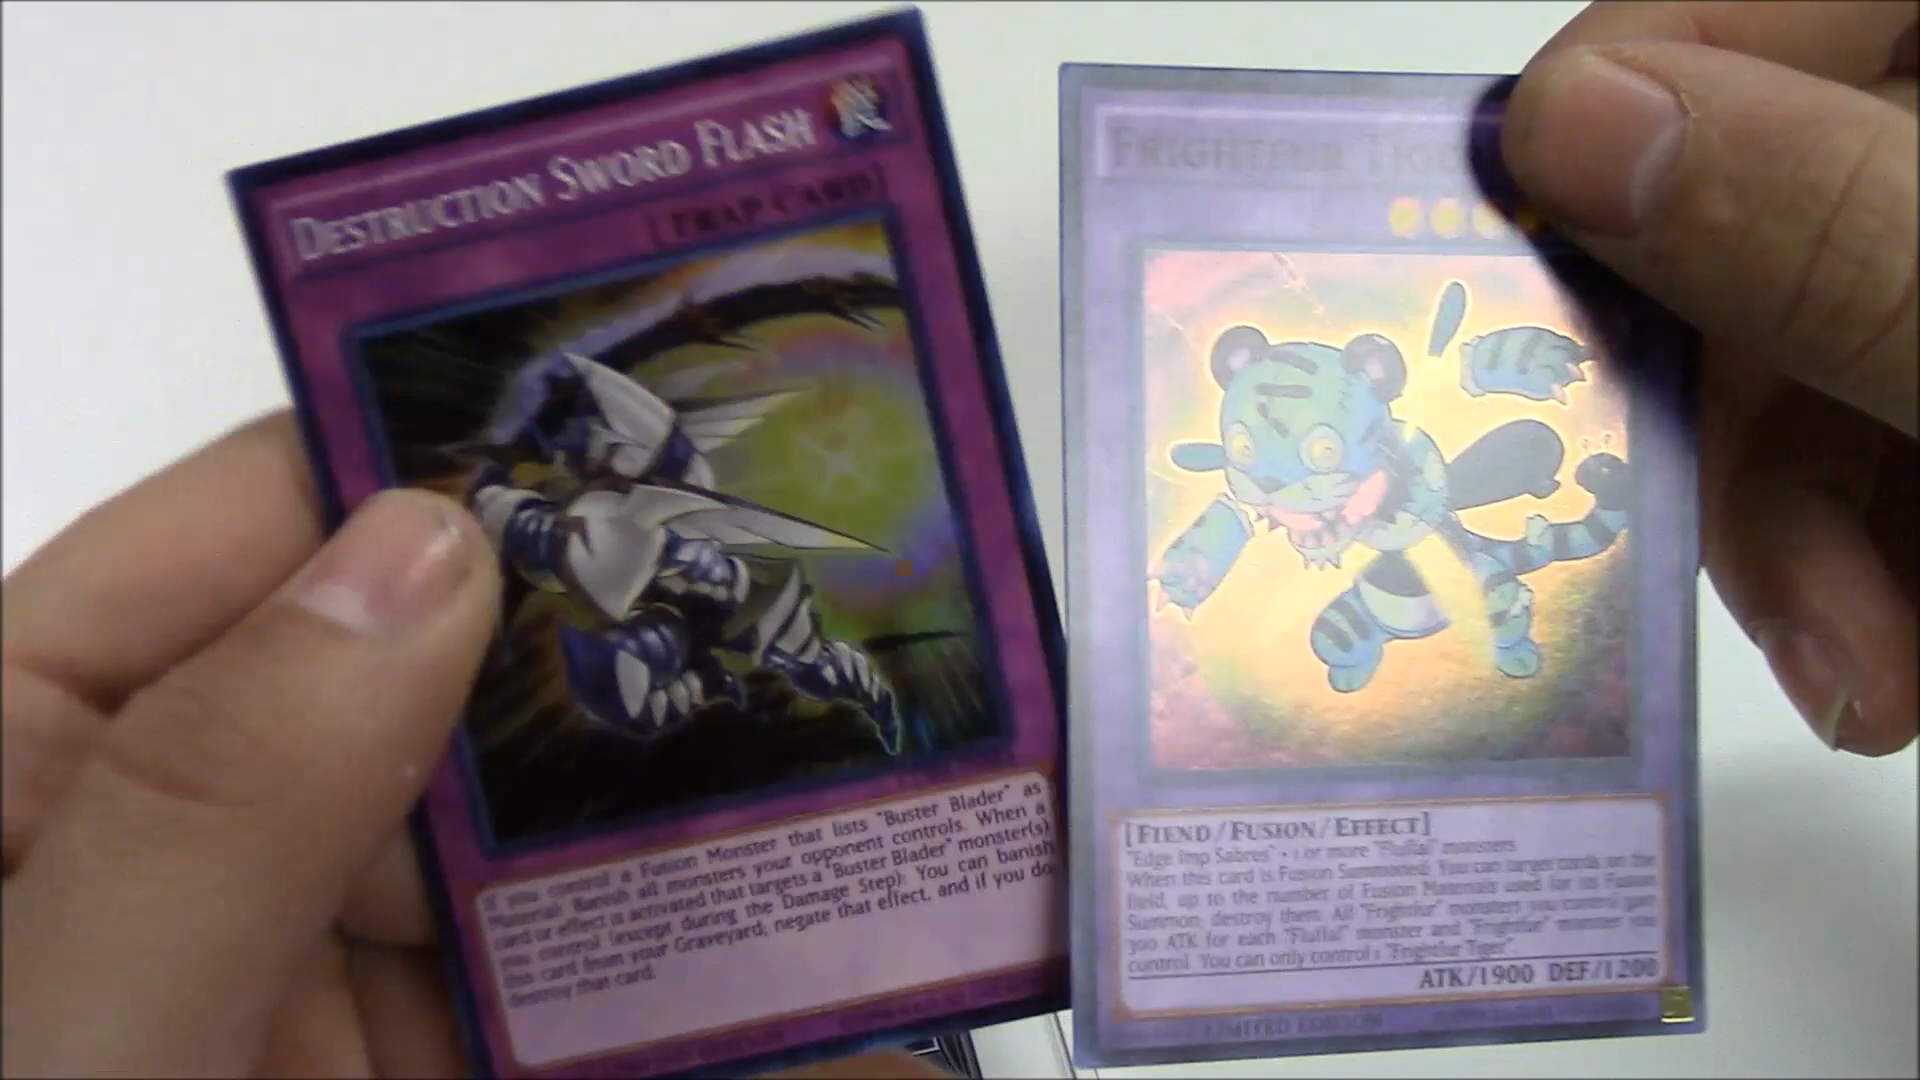 DESTRUCTION SWORD FLASH
[TRAP CARD]
If you control a Fusion Monster that lists "Buster Blader" as
Material: Banish all monsters your opponent controls. When a
card or effect is activated that targets a "Buster Blader" monster(s)
you control (except during the Damage Step): You can banish
this card from your Graveyard; negate that effect, and if you do
destroy that card.
FRIGHTFUR TIGER
[FIEND/FUSION/EFFECT]
"Edge Imp Sabres" + 1 or more "Fluffal" monsters
When this card is Fusion Summoned: You can target cards on the
field, up to the number of Fusion Materials used for its Fusion
Summon; destroy them. All "Frightfur" monsters you control gain
300 ATK for each "Fluffal" monster and "Frightfur" monster you
control. You can only control 1 "Frightfur Tiger".
ATK/1900 DEF/1200
LIMITED EDITION